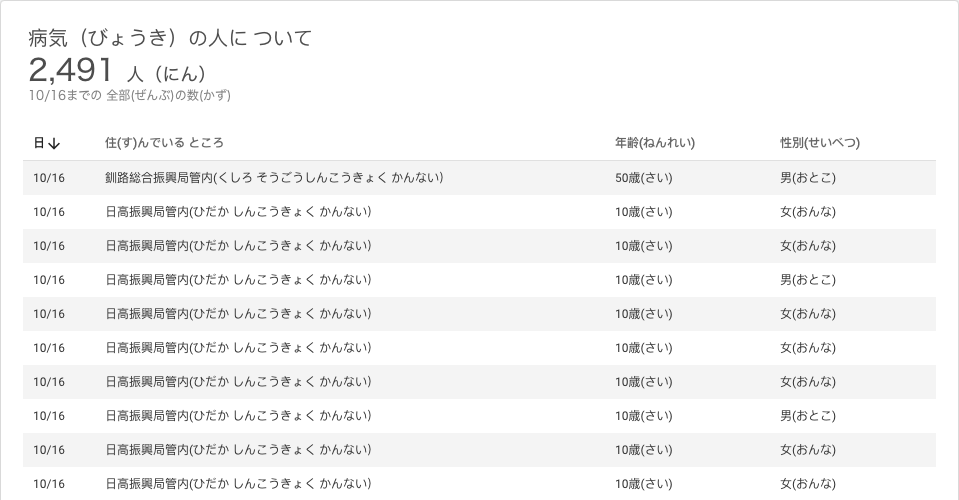 病気（びょうき）の人に ついて
2,491 人（にん）
10/16までの 全部(ぜんぶ)の数(かず)
日↓ 住(す)んでいる ところ 年齢(ねんれい) 性別(せいべつ)
10/16 釧路総合振興局管内(くしろ そうごうしんこうきょく かんない) 50歳(さい) 男(おとこ)
10/16 日高振興局管内(ひだか しんこうきょく かんない) 10歳(さい) 女(おんな)
10/16 日高振興局管内(ひだか しんこうきょく かんない) 10歳(さい) 女(おんな)
10/16 日高振興局管内(ひだか しんこうきょく かんない) 10歳(さい) 男(おとこ)
10/16 日高振興局管内(ひだか しんこうきょく かんない) 10歳(さい) 女(おんな)
10/16 日高振興局管内(ひだか しんこうきょく かんない) 10歳(さい) 女(おんな)
10/16 日高振興局管内(ひだか しんこうきょく かんない) 10歳(さい) 女(おんな)
10/16 日高振興局管内(ひだか しんこうきょく かんない) 10歳(さい) 男(おとこ)
10/16 日高振興局管内(ひだか しんこうきょく かんない) 10歳(さい) 女(おんな)
10/16 日高振興局管内(ひだか しんこうきょく かんない) 10歳(さい) 女(おんな)